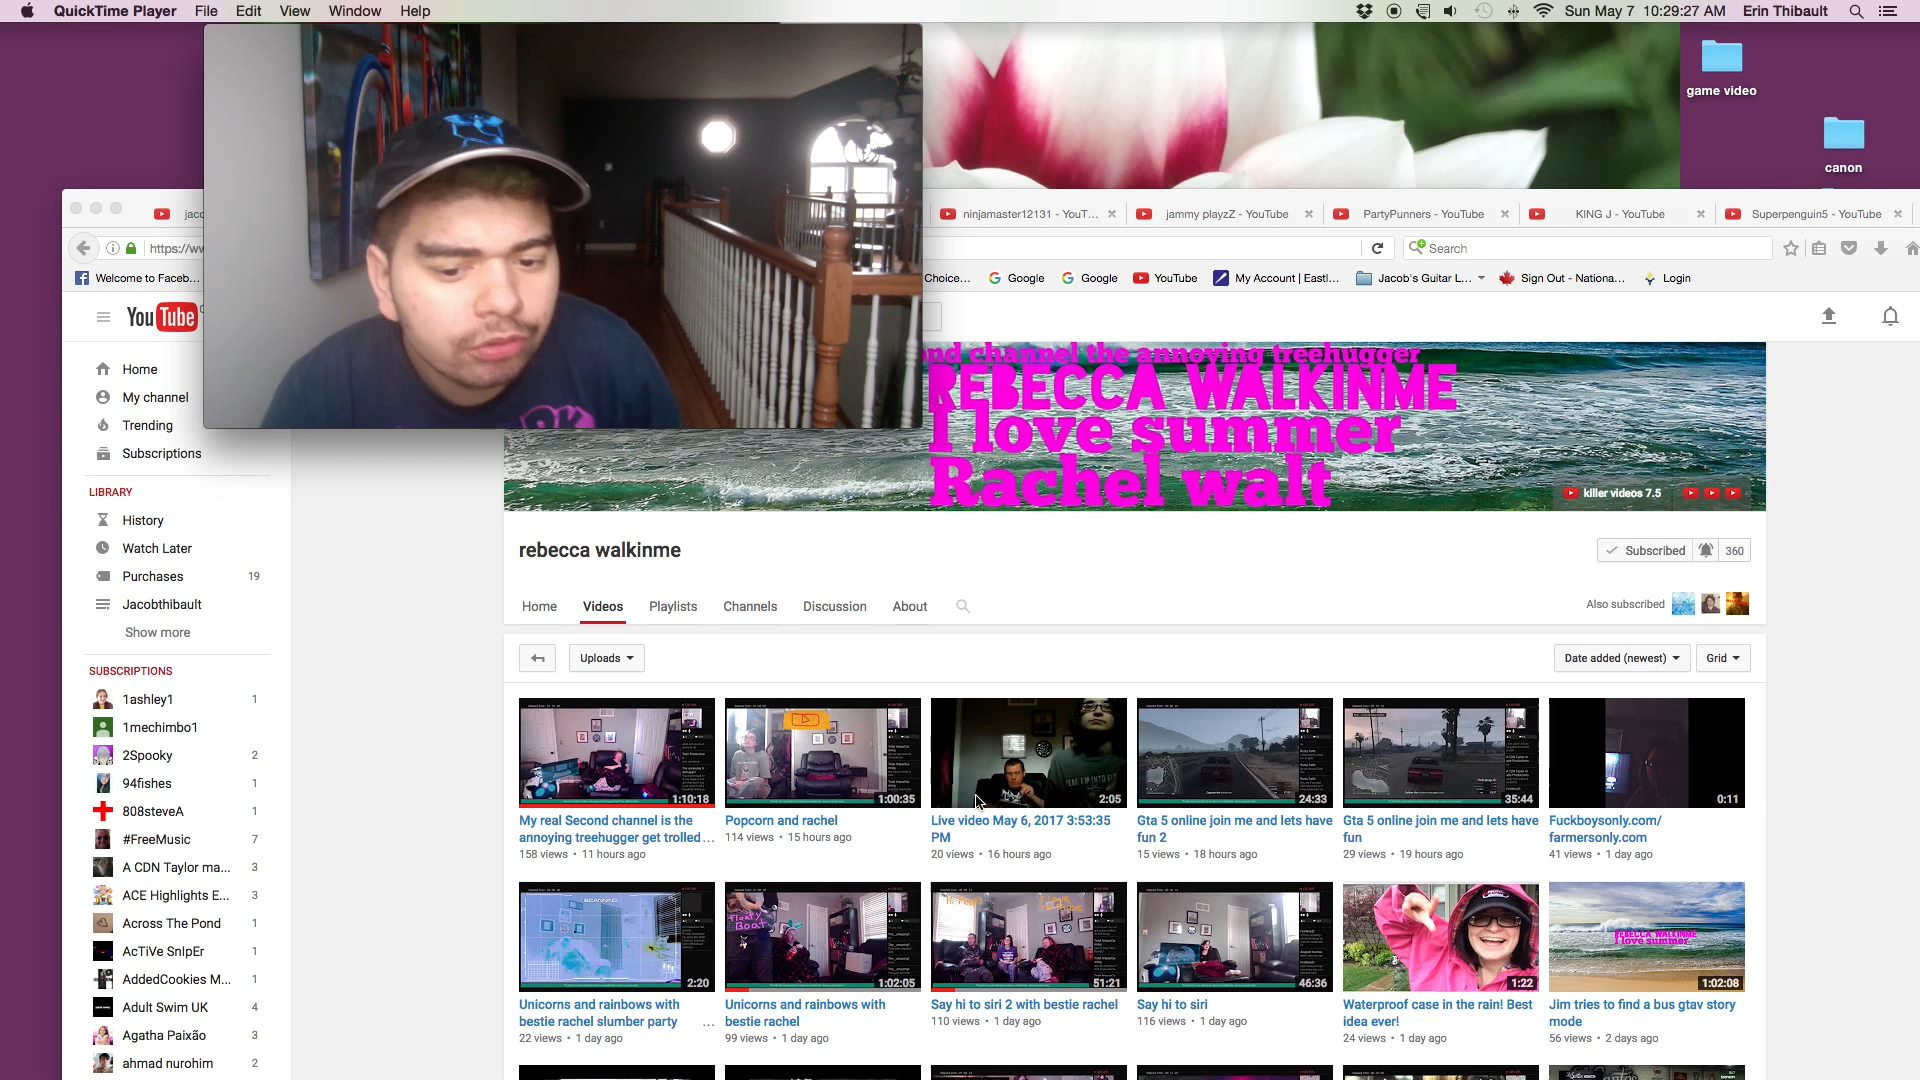 QuickTime Player File Edit View Window Help
Sun May 7 10:29:27 AM Erin Thibault
game video
canon
jacc
ninjamaster12131 - YouT...
jammy playzZ - YouTube
PartyPunners - YouTube
KING J - YouTube
Superpenguin5 - YouTube
https://ww
Search
Welcome to Faceb...
Choice...
Google
Google
YouTube
My Account | Eastl...
Jacob's Guitar L...
Sign Out - Nationa...
Login
YouTube
Home
My channel
Trending
Subscriptions
LIBRARY
History
Watch Later
Purchases 19
Jacobthibault
Show more
SUBSCRIPTIONS
1ashley1 1
1mechimbo1
2Spooky 2
94fishes 1
808steveA 1
#FreeMusic 7
A CDN Taylor ma... 3
ACE Highlights E... 3
Across The Pond 1
AcTiVe SnIpEr 1
AddedCookies M... 1
Adult Swim UK 4
Agatha Paixão 3
ahmad nurohim 2
nd channel the annoying treehugger
REBECCA WALKINME
I love summer
Rachel walt
killer videos 7.5
rebecca walkinme
Subscribed 360
Home Videos Playlists Channels Discussion About
Also subscribed
Uploads
Date added (newest) Grid
1:10:18
My real Second channel is the
annoying treehugger get trolled...
158 views • 11 hours ago
1:00:35
Popcorn and rachel
114 views • 15 hours ago
2:05
Live video May 6, 2017 3:53:35
PM
20 views • 16 hours ago
24:33
Gta 5 online join me and lets have
fun 2
15 views • 18 hours ago
35:44
Gta 5 online join me and lets have
fun
29 views • 19 hours ago
0:11
Fuckboysonly.com/
farmersonly.com
41 views • 1 day ago
SCANNING
2:20
Unicorns and rainbows with
bestie rachel slumber party ...
22 views • 1 day ago
Floaty
Boat
1:02:05
Unicorns and rainbows with
bestie rachel
99 views • 1 day ago
51:21
Say hi to siri 2 with bestie rachel
110 views • 1 day ago
46:36
Say hi to siri
116 views • 1 day ago
1:22
Waterproof case in the rain! Best
idea ever!
24 views • 1 day ago
REBECCA WALKINME
I love summer
1:02:08
Jim tries to find a bus gtav story
mode
56 views • 2 days ago